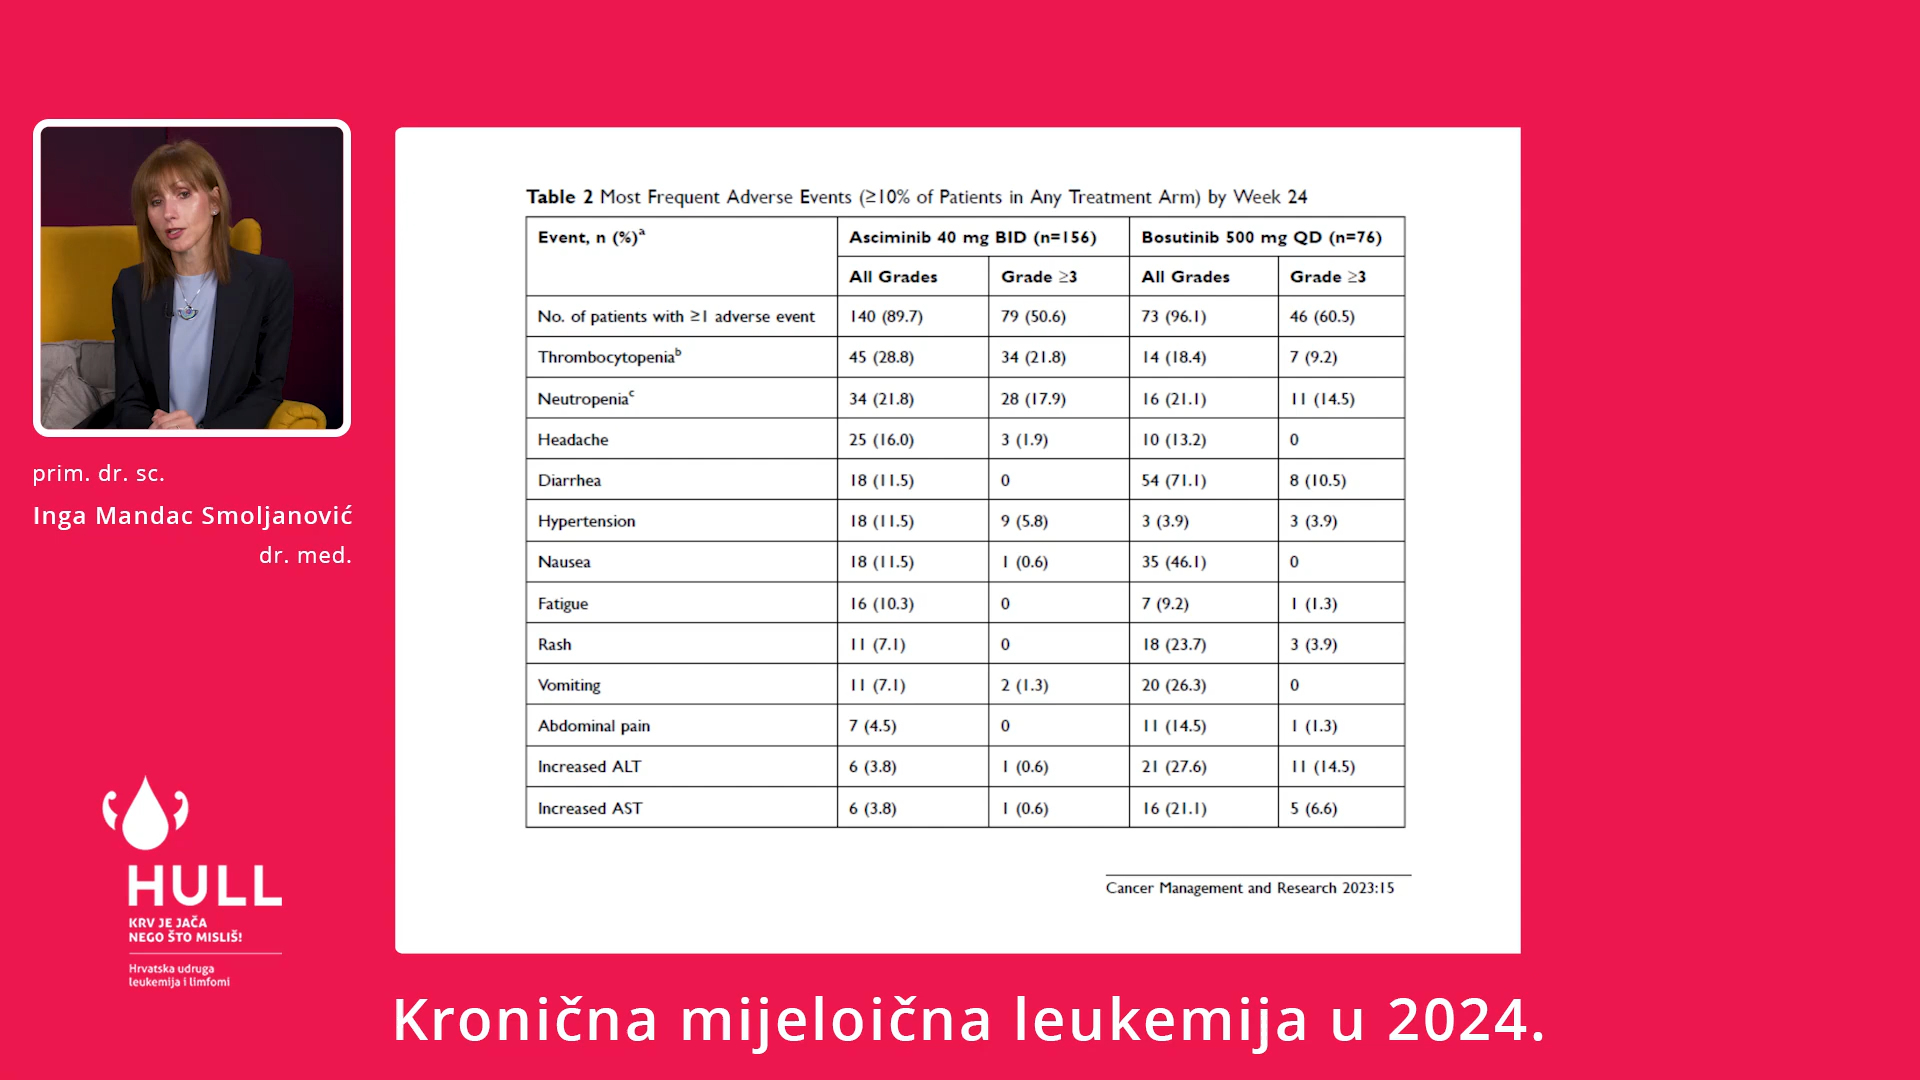 prim. dr. sc.
Inga Mandac Smoljanović
dr. med.
HULL
KRV JE JAČA
NEGO ŠTO MISLIŠ!
Hrvatska udruga
leukemija i limfomi
Table 2 Most Frequent Adverse Events (≥10% of Patients in Any Treatment Arm) by Week 24
Event, n (%)a Asciminib 40 mg BID (n=156) Bosutinib 500 mg QD (n=76)
All Grades Grade ≥3 All Grades Grade ≥3
No. of patients with ≥1 adverse event 140 (89.7) 79 (50.6) 73 (96.1) 46 (60.5)
Thrombocytopeniab 45 (28.8) 34 (21.8) 14 (18.4) 7 (9.2)
Neutropeniac 34 (21.8) 28 (17.9) 16 (21.1) 11 (14.5)
Headache 25 (16.0) 3 (1.9) 10 (13.2) 0
Diarrhea 18 (11.5) 0 54 (71.1) 8 (10.5)
Hypertension 18 (11.5) 9 (5.8) 3 (3.9) 3 (3.9)
Nausea 18 (11.5) 1 (0.6) 35 (46.1) 0
Fatigue 16 (10.3) 0 7 (9.2) 1 (1.3)
Rash 11 (7.1) 0 18 (23.7) 3 (3.9)
Vomiting 11 (7.1) 2 (1.3) 20 (26.3) 0
Abdominal pain 7 (4.5) 0 11 (14.5) 1 (1.3)
Increased ALT 6 (3.8) 1 (0.6) 21 (27.6) 11 (14.5)
Increased AST 6 (3.8) 1 (0.6) 16 (21.1) 5 (6.6)
Cancer Management and Research 2023:15
Kronična mijeloična leukemija u 2024.